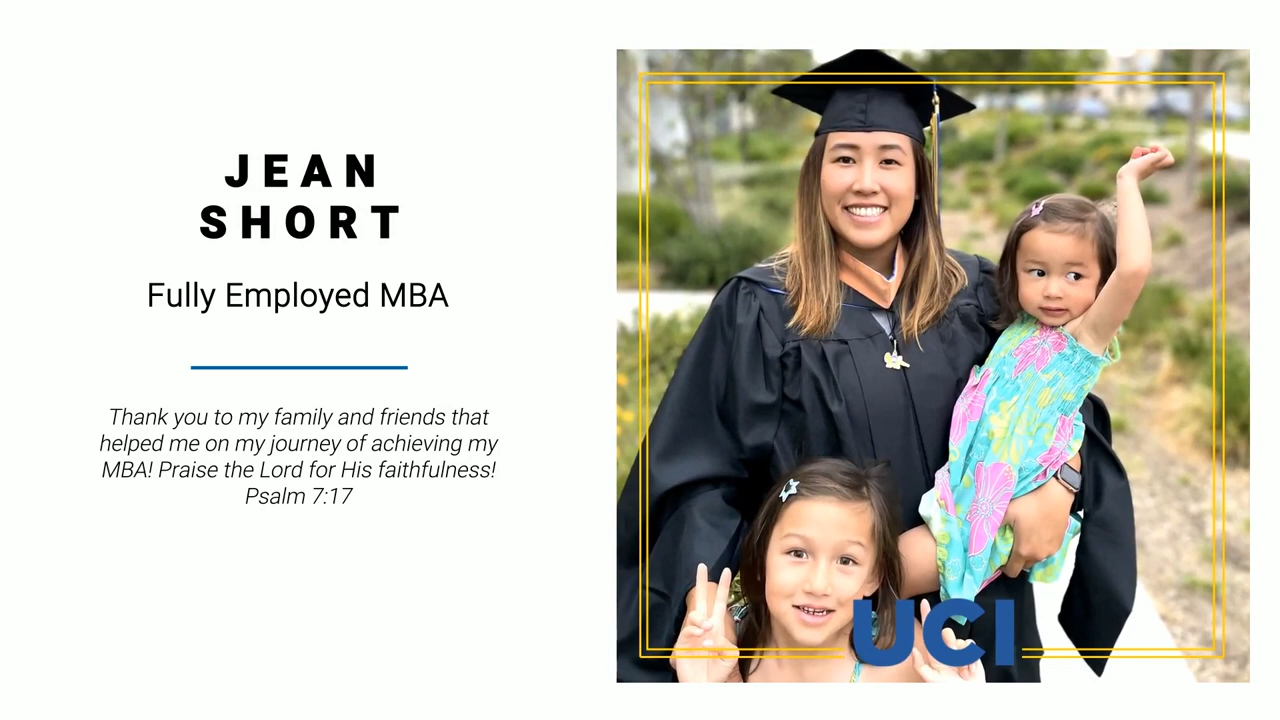 JEAN
SHORT
Fully Employed MBA
Thank you to my family and friends that
helped me on my journey of achieving my
MBA! Praise the Lord for His faithfulness!
Psalm 7:17
UCI